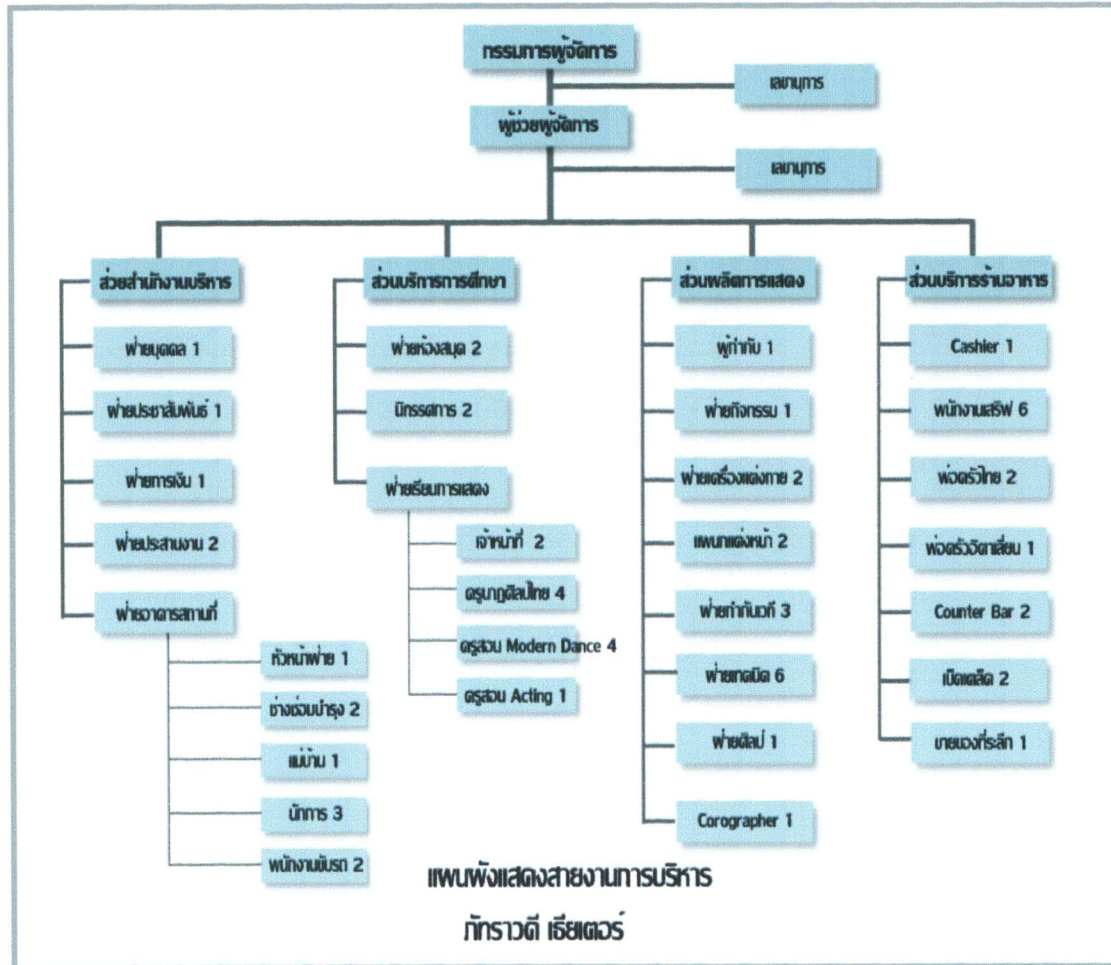 กรรมการผู้จัดการ
เลขานุการ
ผู้ช่วยผู้จัดการ
เลขานุการ
ส่วยสำนักงานบริหาร
ฝ่ายบุคคล 1
ฝ่ายประชาสัมพันธ์ 1
ฝ่ายการเงิน 1
ฝ่ายประสานงาน 2
ฝ่ายอาคารสถานที่
หัวหน้าฝ่าย 1
ช่างซ่อมบำรุง 2
แม่บ้าน 1
นักการ 3
พนักงานขับรถ 2
ส่วนบริการการศึกษา
ฝ่ายห้องสมุด 2
นิทรรศการ 2
ฝ่ายเรียนการแสดง
เจ้าหน้าที่ 2
ครูนาฏศิลป์ไทย 4
ครูสอน Modern Dance 4
ครูสอน Acting 1
ส่วนผลิตการแสดง
ผู้กำกับ 1
ฝ่ายกิจกรรม 1
ฝ่ายเครื่องแต่งกาย 2
แผนกแต่งหน้า 2
ฝ่ายกำกับเวที 3
ฝ่ายเทคนิค 6
ฝ่ายศิลป์ 1
Corographer 1
ส่วนบริการร้านอาหาร
Cashier 1
พนักงานเสริฟ 6
พ่อครัวไทย 2
พ่อครัวอิตาเลี่ยน 1
Counter Bar 2
เบ็ดเตล็ด 2
ขายของที่ระลึก 1
แผนผังแสดงสายงานการบริหาร
ภัทราวดี เธียเตอร์